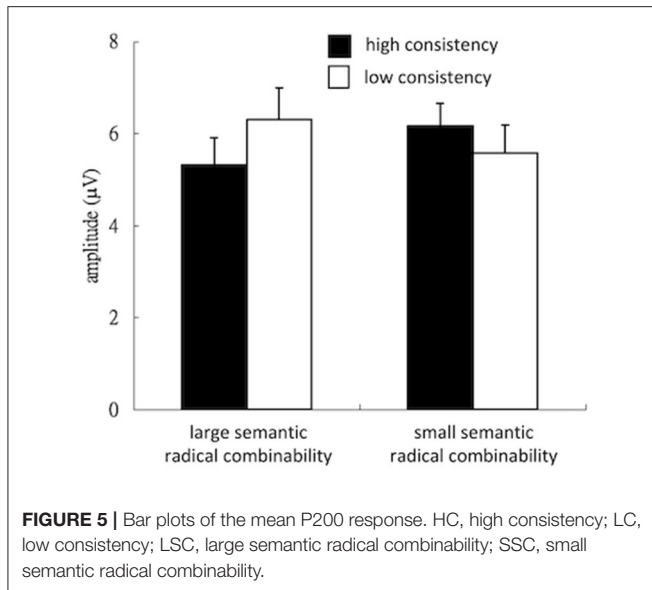 8
high consistency
low consistency
6
amplitude (μV)
4
2
0
large semantic
radical combinability
small semantic
radical combinability
FIGURE 5 | Bar plots of the mean P200 response. HC, high consistency; LC,
low consistency; LSC, large semantic radical combinability; SSC, small
semantic radical combinability.